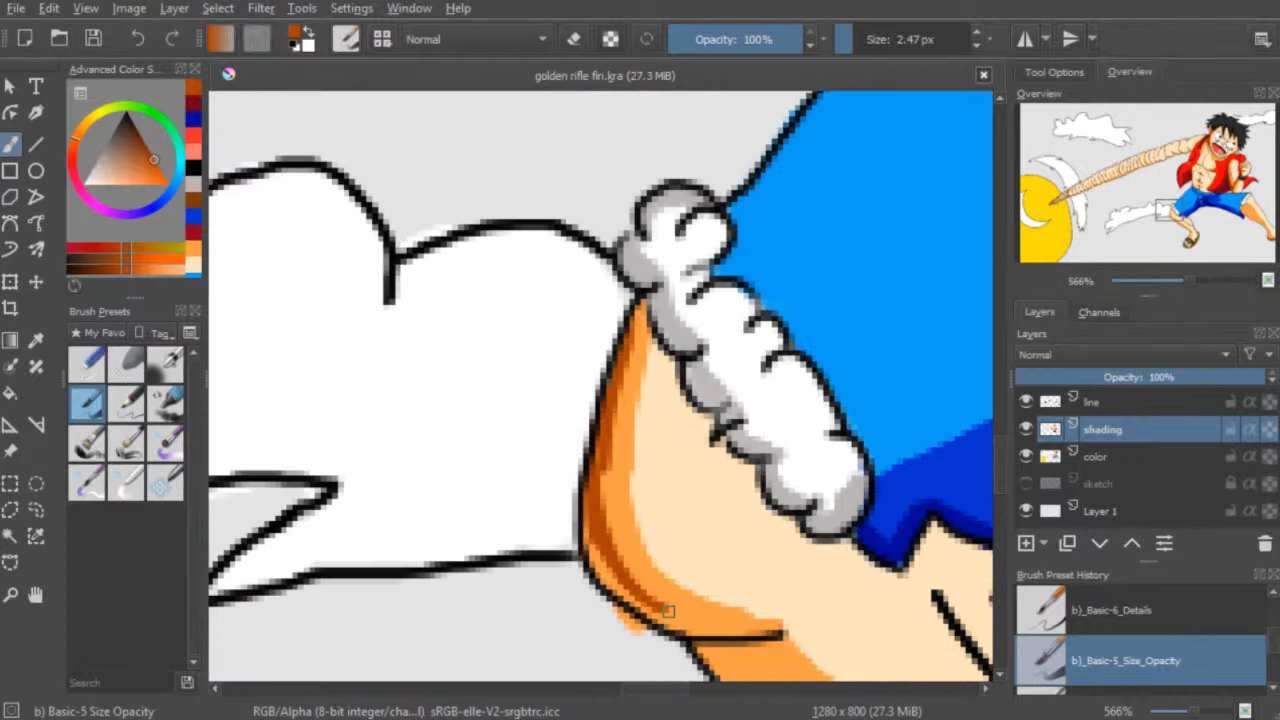 File Edit View Image Layer Select Filter Tools Settings Window Help
Normal
Opacity: 100%
Size: 2.47 px
Advanced Color S...
golden rifle fin.kra (27.3 MiB)
Tool Options
Overview
Overview
566%
Brush Presets
My Favo
Tag
Layers
Channels
Layers
Normal
Opacity: 100%
line
shading
color
sketch
Layer 1
Brush Preset History
b)_Basic-6_Details
b)_Basic-5_Size_Opacity
Search
b) Basic-5 Size Opacity
RGB/Alpha (8-bit integer/cha...l) sRGB-elle-V2-srgbtrc.icc
1280 x 800 (27.3 MiB)
566%